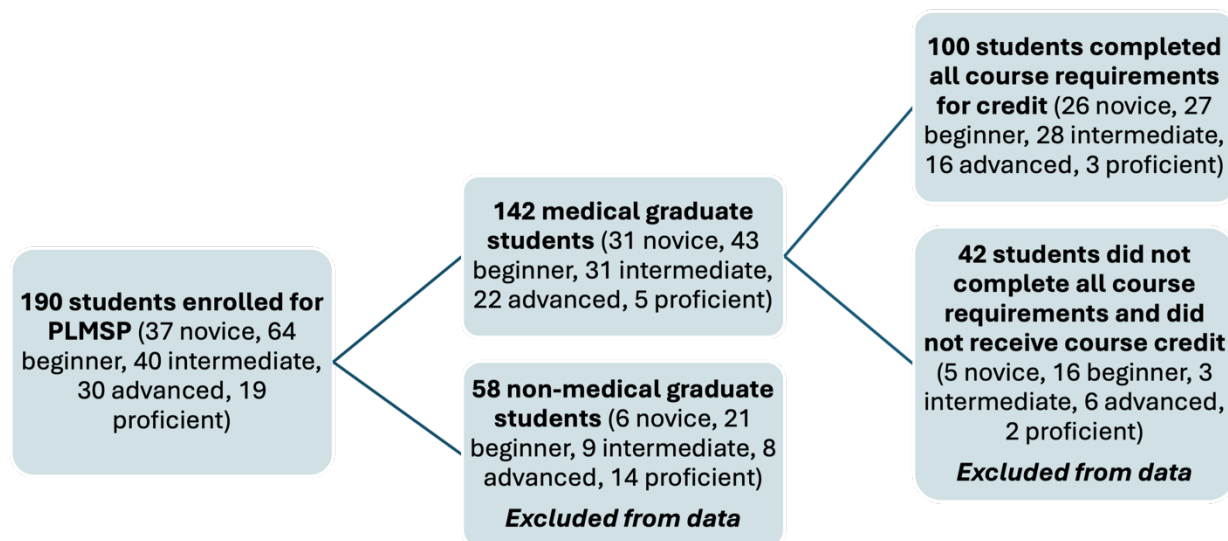 190 students enrolled for
PLMSP (37 novice, 64
beginner, 40 intermediate,
30 advanced, 19
proficient)
142 medical graduate
students (31 novice, 43
beginner, 31 intermediate,
22 advanced, 5 proficient)
58 non-medical graduate
students (6 novice, 21
beginner, 9 intermediate, 8
advanced, 14 proficient)
Excluded from data
100 students completed
all course requirements
for credit (26 novice, 27
beginner, 28 intermediate,
16 advanced, 3 proficient)
42 students did not
complete all course
requirements and did
not receive course credit
(5 novice, 16 beginner, 3
intermediate, 6 advanced,
2 proficient)
Excluded from data